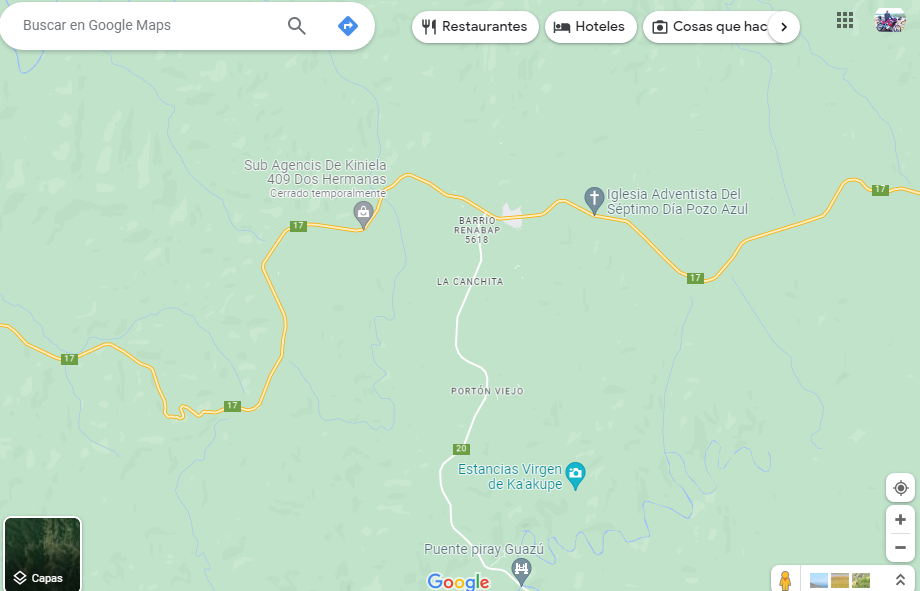 Buscar en Google Maps
Restaurantes
Hoteles
Cosas que hac
Sub Agencis De Kiniela
409 Dos Hermanas
Cerrado temporalmente
17
Iglesia Adventista Del
Séptimo Día Pozo Azul
17
BARRIO
RENABAP
5618
17
LA CANCHITA
17
17
PORTÓN VIEJO
17
20
Estancias Virgen
de Ka'akupe
Puente piray Guazú
Capas
Google